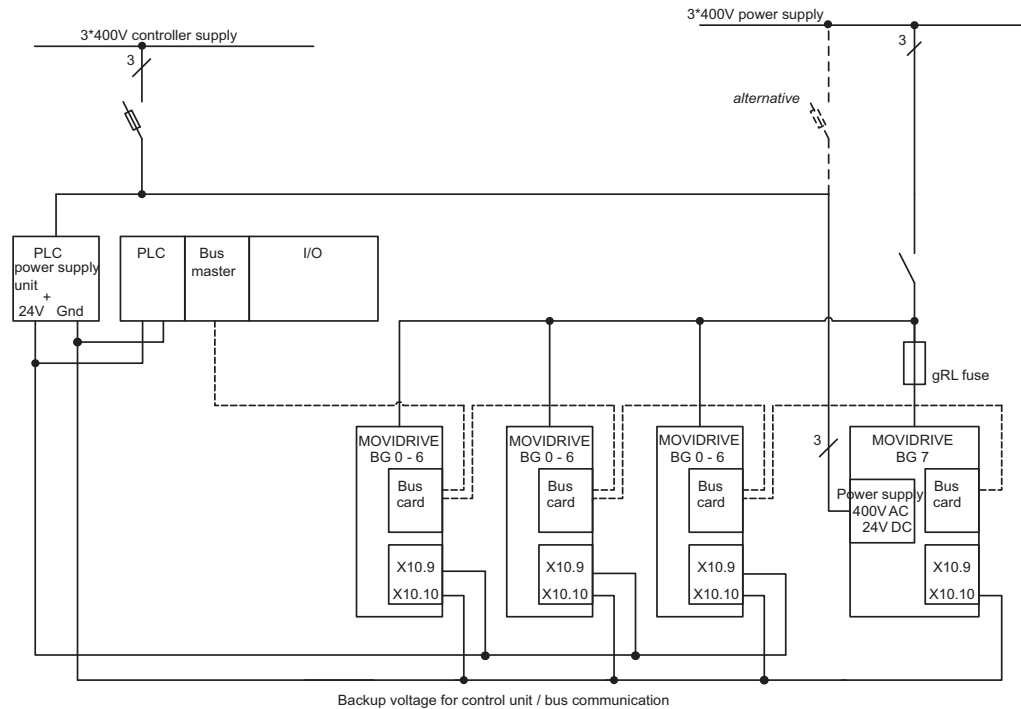 3*400V power supply
3*400V controller supply
3
3
alternative
PLC
power supply
unit
+
24V Gnd
PLC
Bus
master
I/O
gRL fuse
MOVIDRIVE
BG 0 - 6
Bus
card
X10.9
X10.10
MOVIDRIVE
BG 0 - 6
Bus
card
X10.9
X10.10
MOVIDRIVE
BG 0 - 6
Bus
card
X10.9
X10.10
3
MOVIDRIVE
BG 7
Power supply
400V AC
24V DC
Bus
card
X10.9
X10.10
Backup voltage for control unit / bus communication